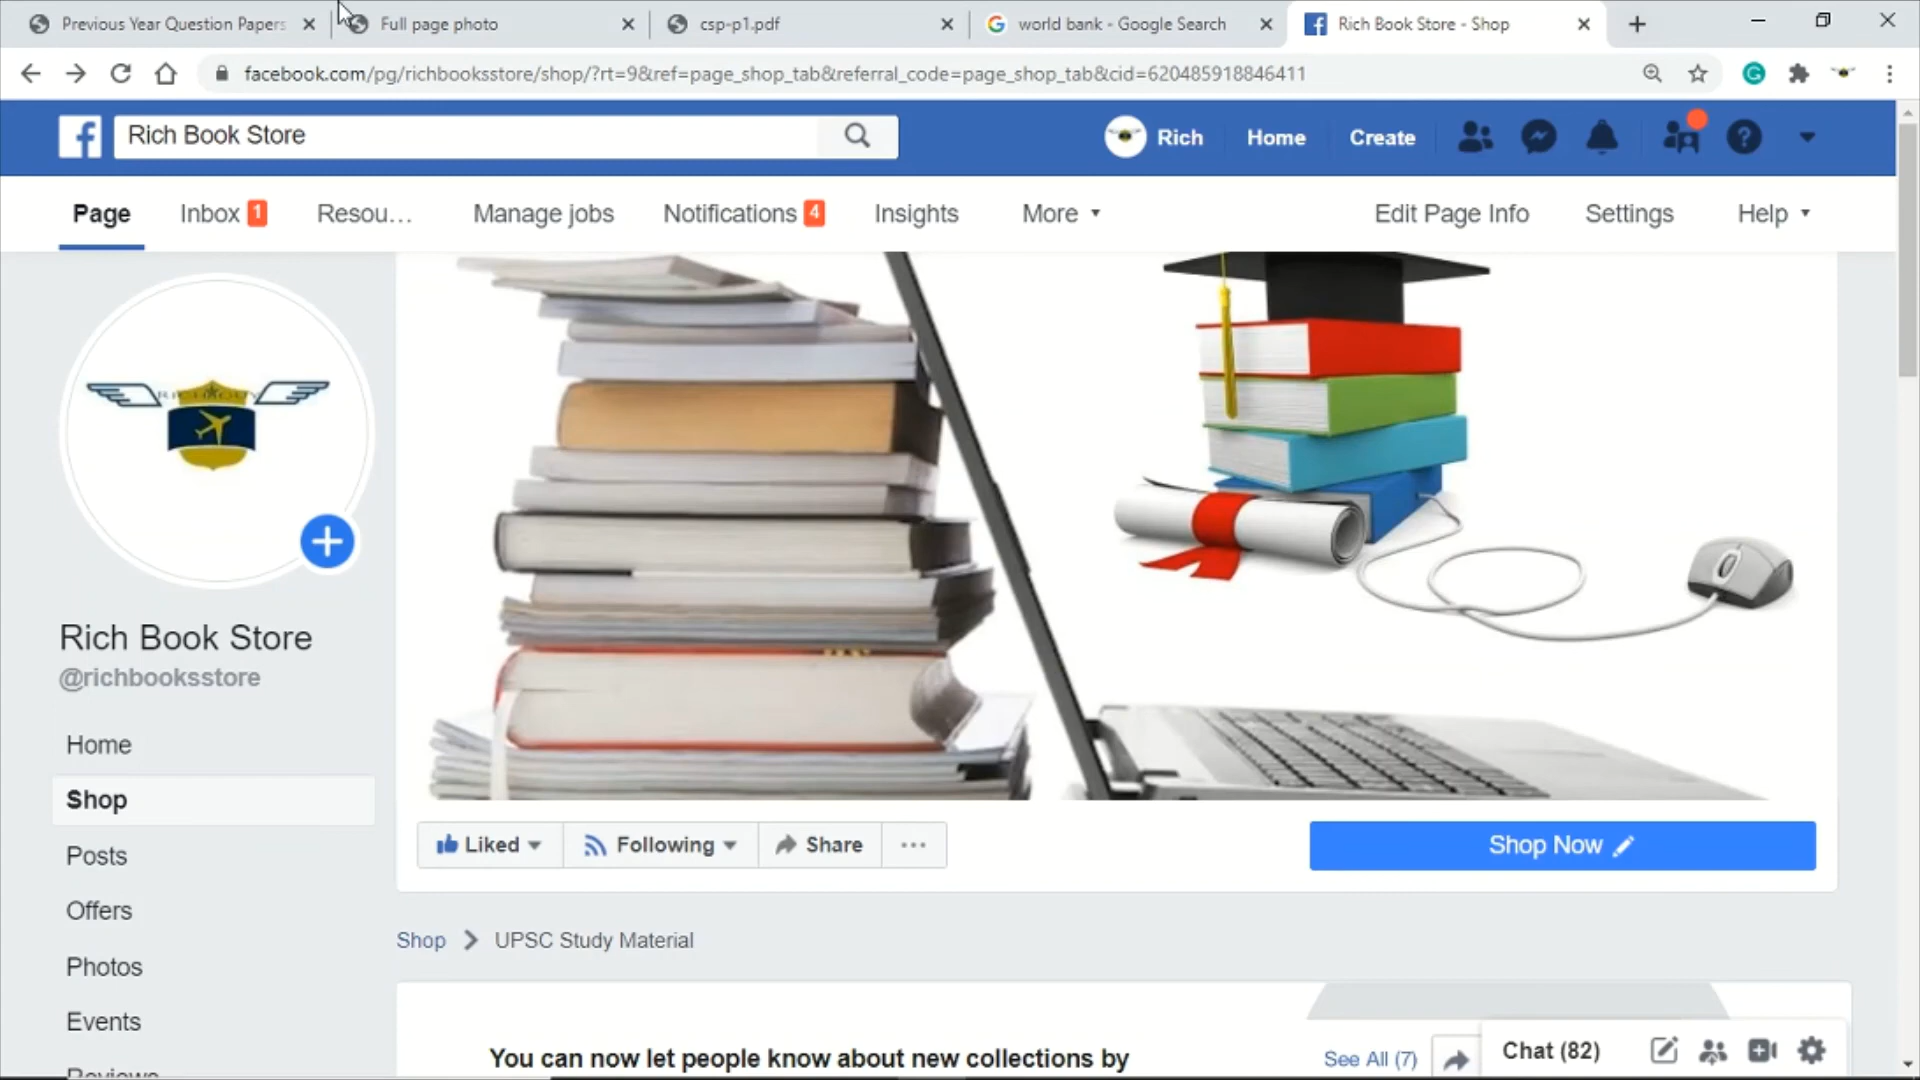 Previous Year Question Papers
Full page photo
csp-p1.pdf
world bank - Google Search
Rich Book Store - Shop
facebook.com/pg/richbooksstore/shop/?rt=9&ref=page_shop_tab&referral_code=page_shop_tab&cid=620485918846411
Rich Book Store
Rich
Home
Create
Page
Inbox 1
Resou...
Manage jobs
Notifications 4
Insights
More
Edit Page Info
Settings
Help
Rich Book Store
@richbooksstore
Home
Shop
Posts
Offers
Photos
Events
Reviews
Liked
Following
Share
Shop Now
Shop > UPSC Study Material
You can now let people know about new collections by
See All (7)
Chat (82)